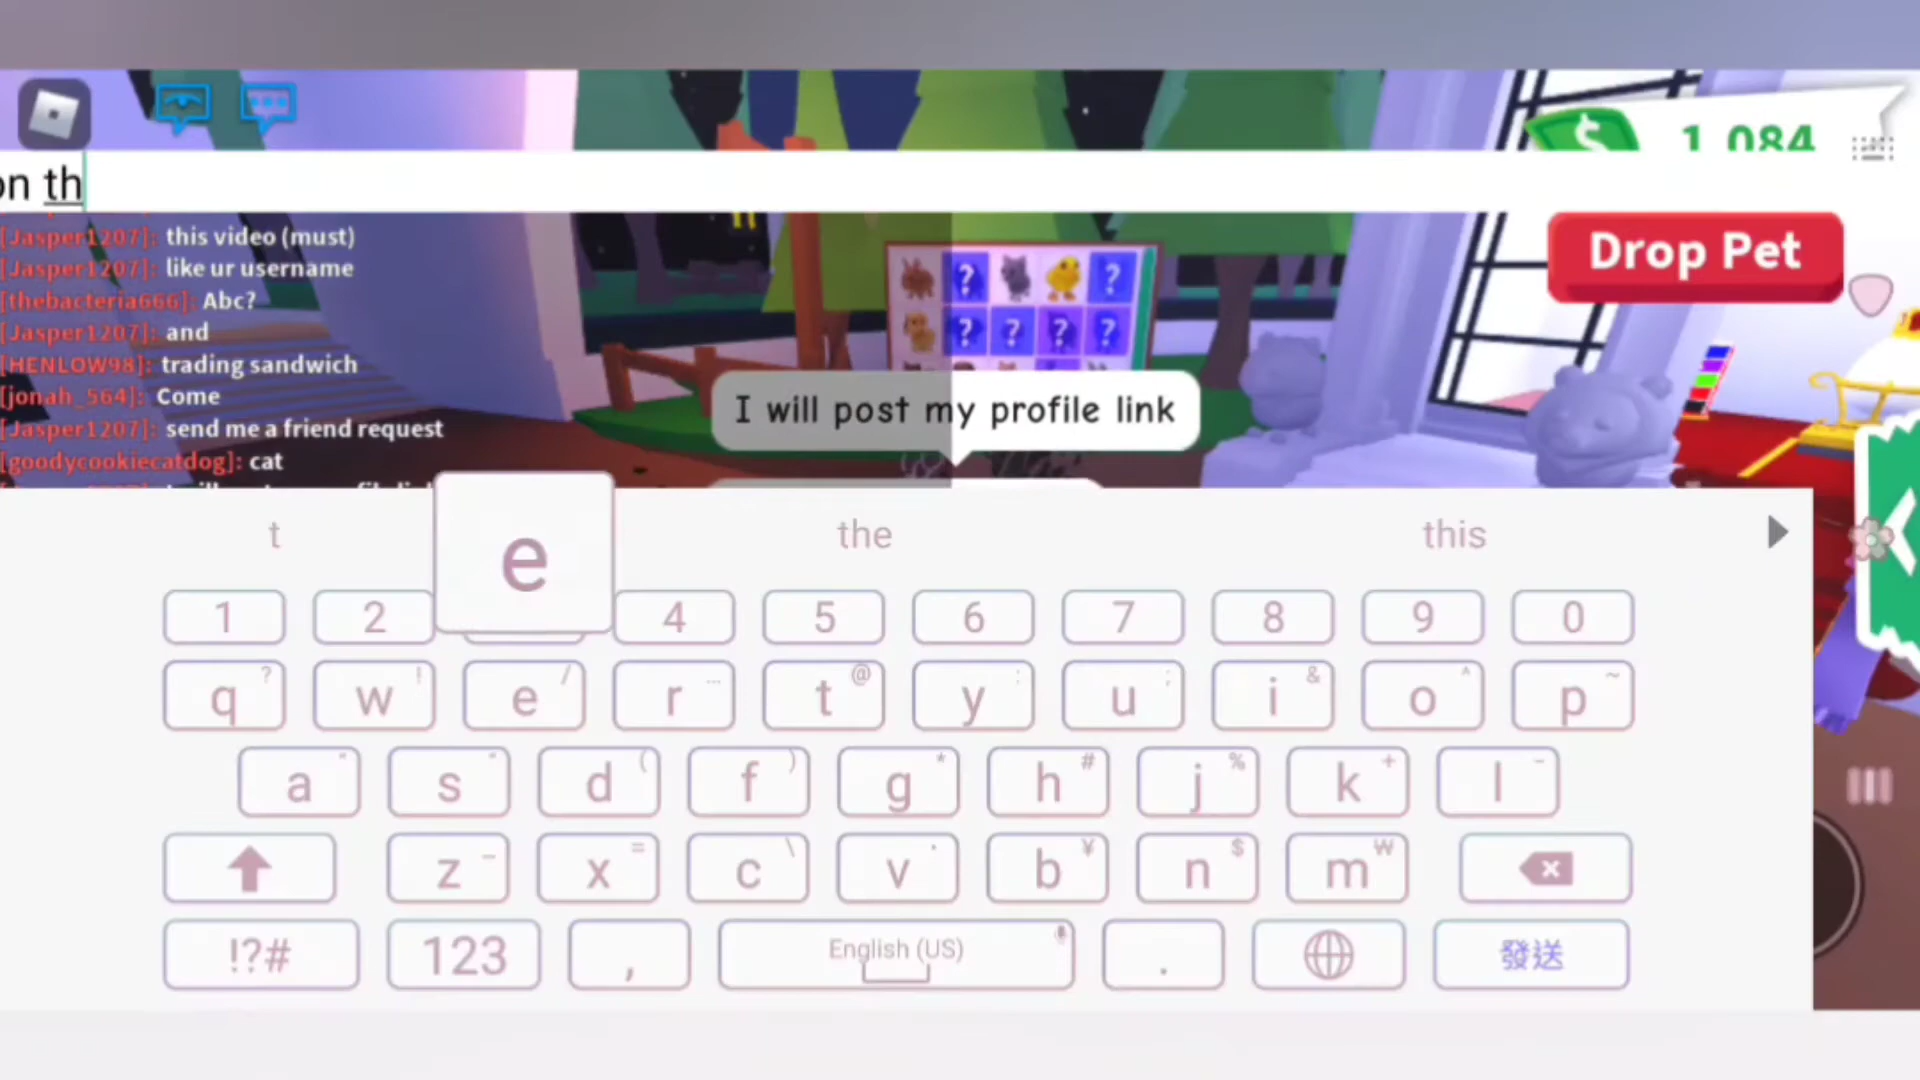 1,084
on th
[Jasper1207]: this video (must)
[Jasper1207]: like ur username
[thebacteria666]: Abc?
[Jasper1207]: and
[HENLOW98]: trading sandwich
[jonah_564]: Come
[Jasper1207]: send me a friend request
[goodycookiecatdog]: cat
Drop Pet
? ?
? ? ? ?
I will post my profile link
t the this
e
1 2 4 5 6 7 8 9 0
q ? w ! e / r ... t @ y : u ; i & o ^ p ~
a s d ( f ) g * h # j % k + l -
z x = c \ v b ¥ n $ m ₩
!?# 123 , English (US) . 發送